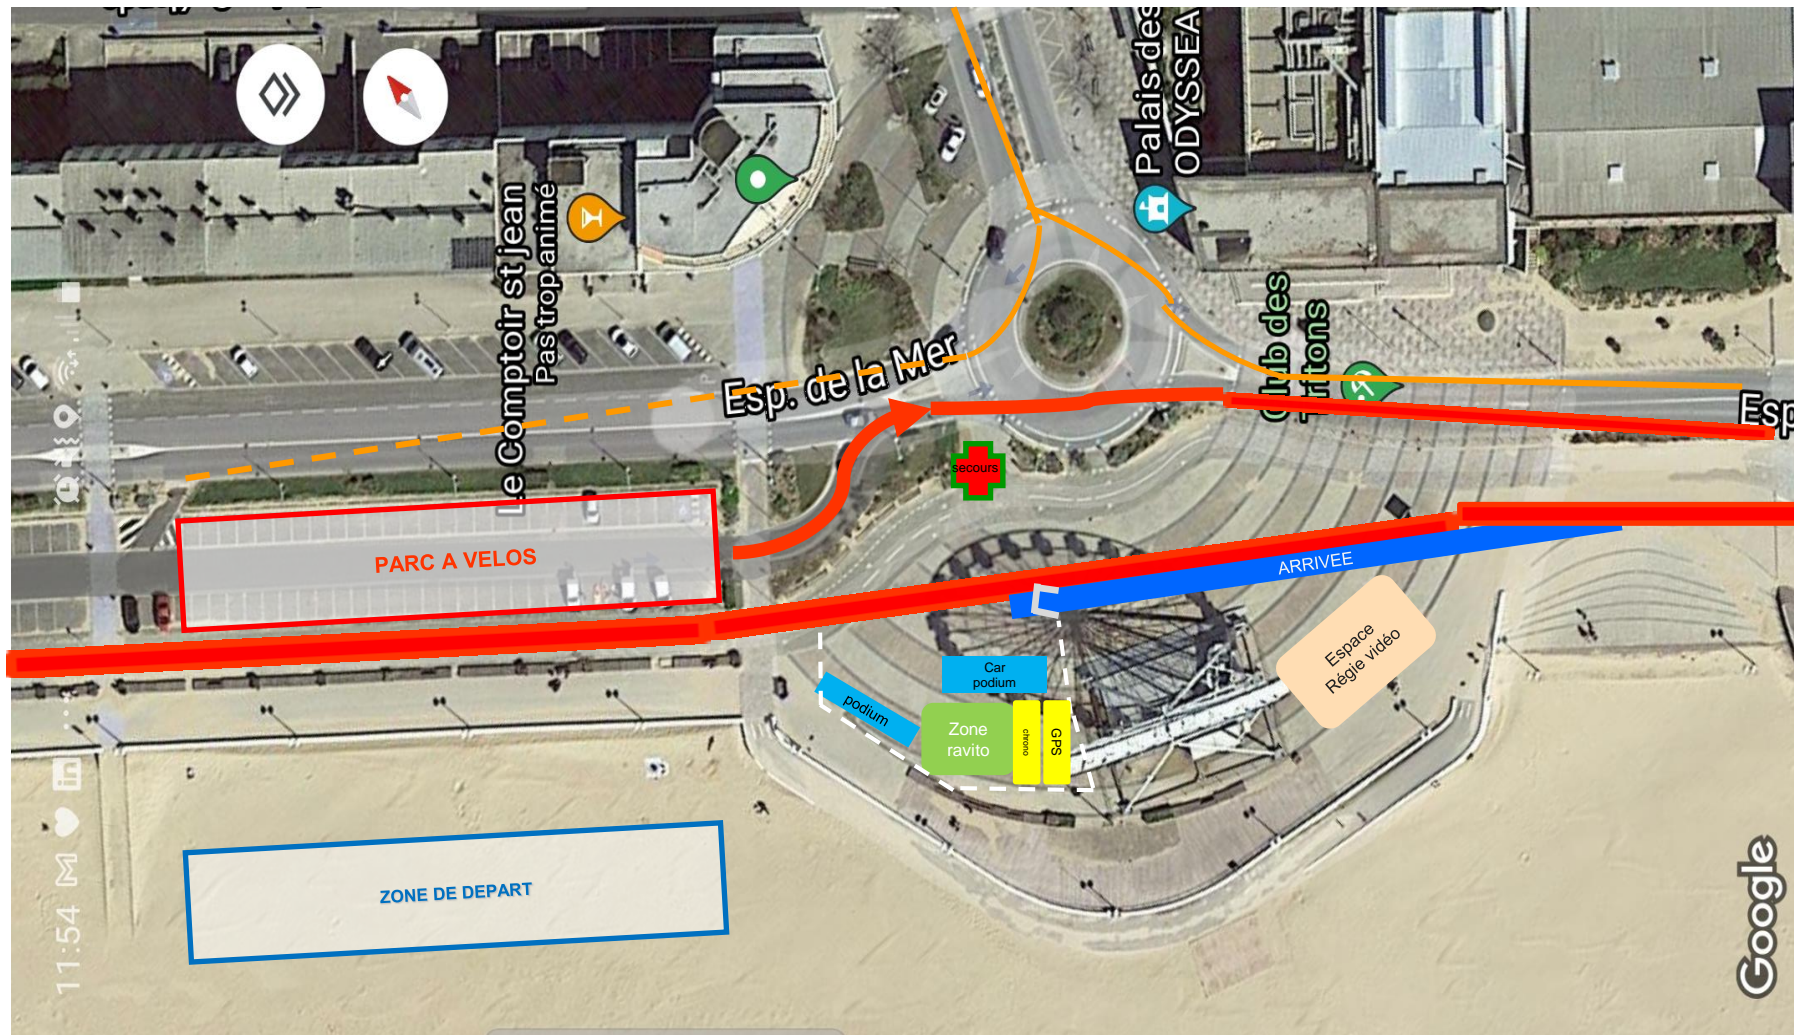 Palais des
ODYSSEA
Le Comptoir st jean
Pas trop animé
Esp. de la Mer
Club des
Tritons
Esp
secours
PARC A VELOS
ARRIVEE
Espace
Régie vidéo
Car
podium
podium
Zone
ravito
chrono
GPS
ZONE DE DEPART
11:54
Google